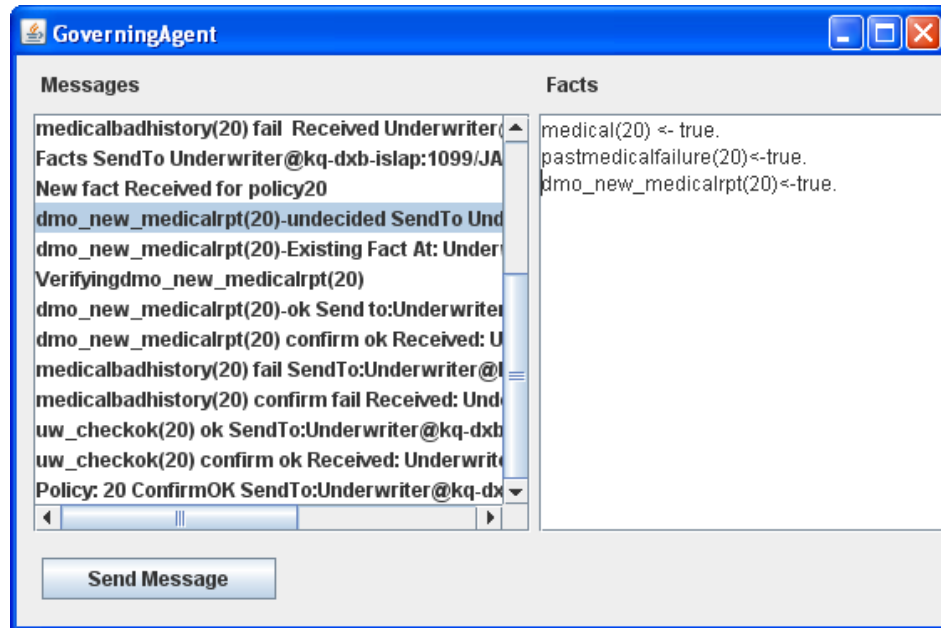 GoverningAgent
Messages
Facts
medicalbadhistory(20) fail Received Underwriter
Facts SendTo Underwriter@kq-dxb-islap:1099/JA
New fact Received for policy20
dmo_new_medicalrpt(20)-undecided SendTo Und
dmo_new_medicalrpt(20)-Existing Fact At: Under
Verifyingdmo_new_medicalrpt(20)
dmo_new_medicalrpt(20)-ok Send to:Underwriter
dmo_new_medicalrpt(20) confirm ok Received: U
medicalbadhistory(20) fail SendTo:Underwriter@
medicalbadhistory(20) confirm fail Received: Und
uw_checkok(20) ok SendTo:Underwriter@kq-dxb
uw_checkok(20) confirm ok Received: Underwrit
Policy: 20 ConfirmOK SendTo:Underwriter@kq-dx
medical(20) <- true.
pastmedicalfailure(20)<-true.
dmo_new_medicalrpt(20)<-true.
Send Message